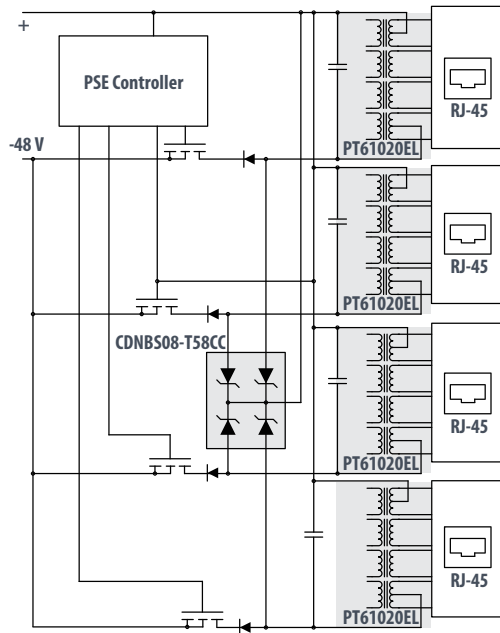 +
PSE Controller
RJ-45
-48 V
PT61020EL
RJ-45
PT61020EL
CDNBS08-T58CC
RJ-45
PT61020EL
RJ-45
PT61020EL